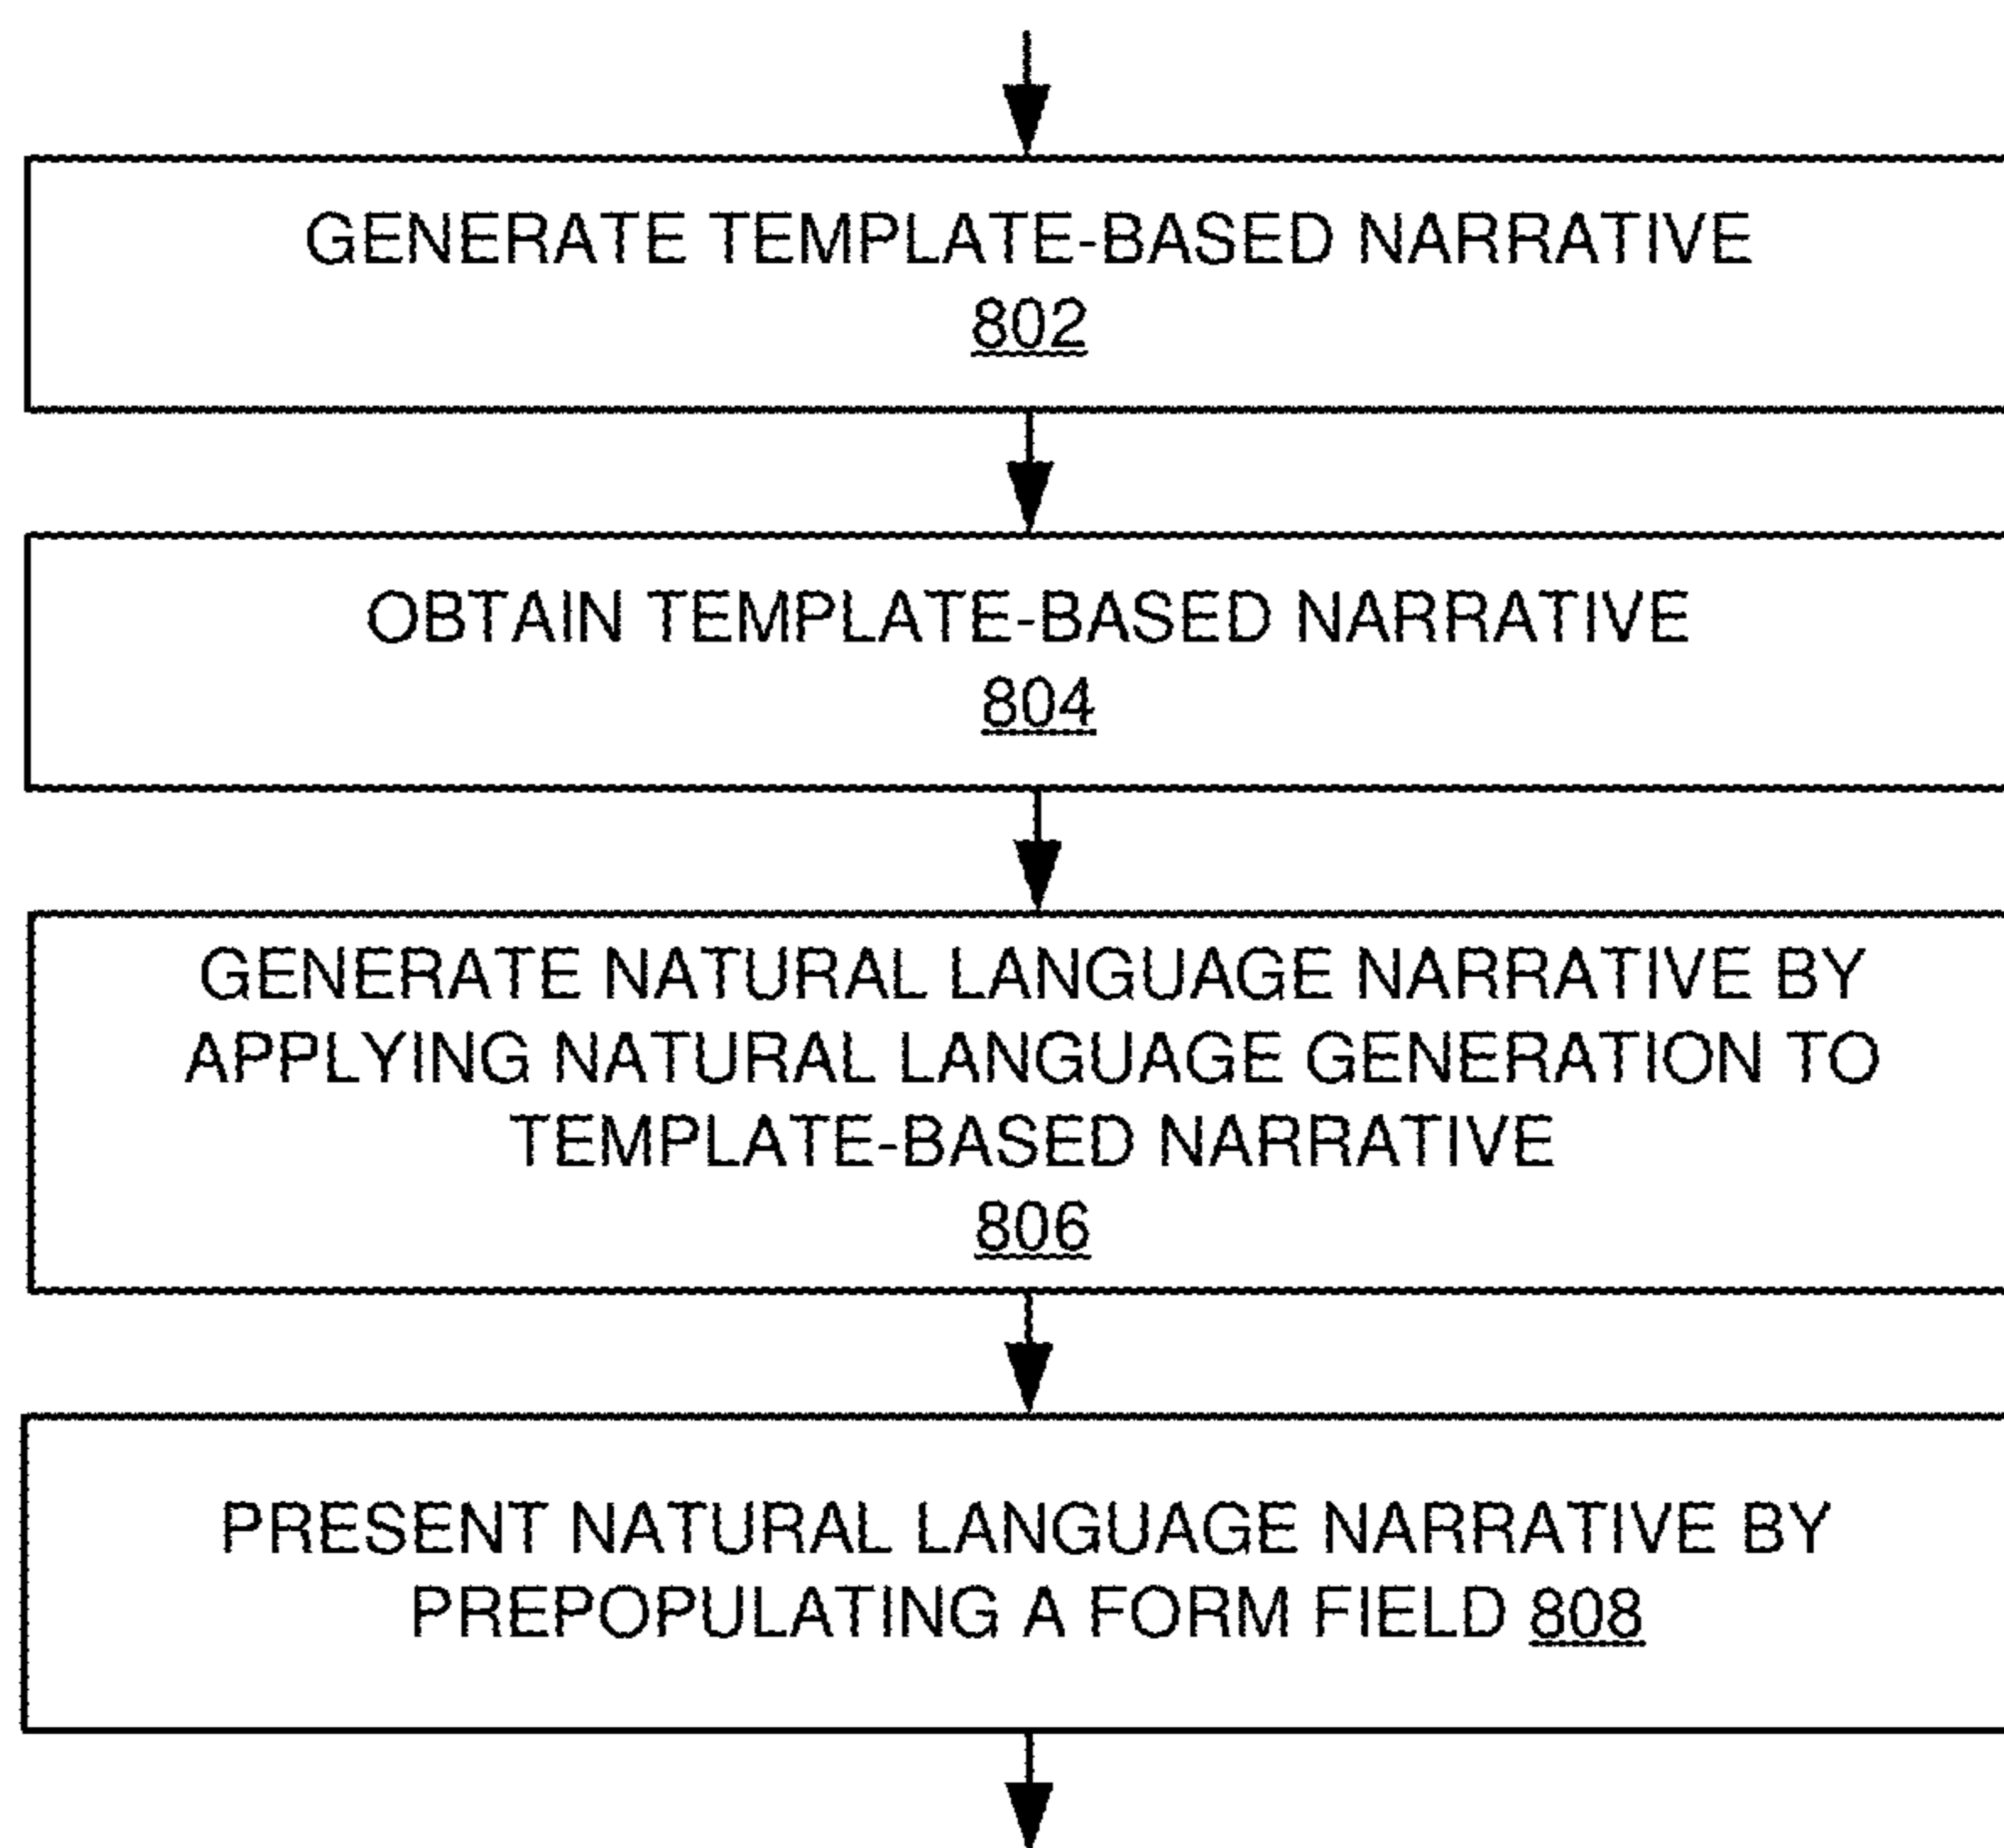 GENERATE TEMPLATE-BASED NARRATIVE
802
OBTAIN TEMPLATE-BASED NARRATIVE
804
GENERATE NATURAL LANGUAGE NARRATIVE BY
APPLYING NATURAL LANGUAGE GENERATION TO
TEMPLATE-BASED NARRATIVE
806
PRESENT NATURAL LANGUAGE NARRATIVE BY
PREPOPULATING A FORM FIELD 808